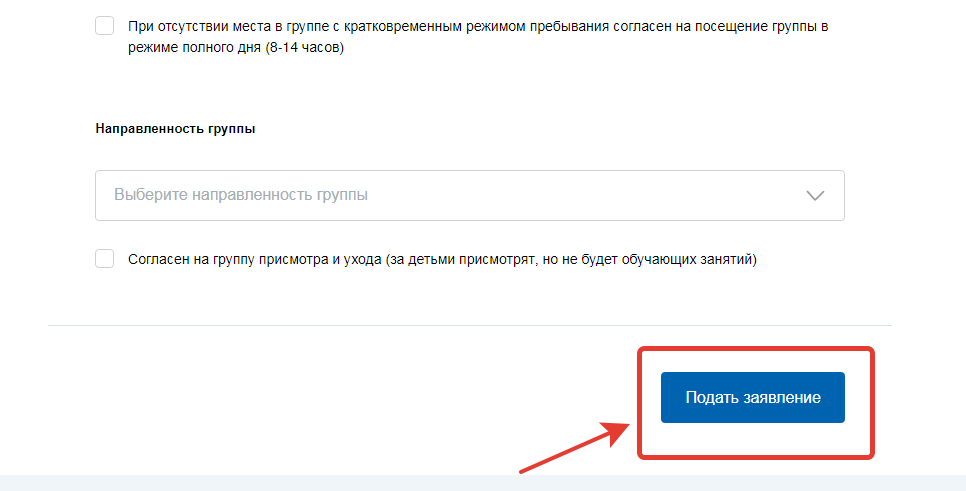 При отсутствии места в группе с кратковременным режимом пребывания согласен на посещение группы в
режиме полного дня (8-14 часов)
Направленность группы
Выберите направленность группы
Согласен на группу присмотра и ухода (за детьми присмотрят, но не будет обучающих занятий)
Подать заявление